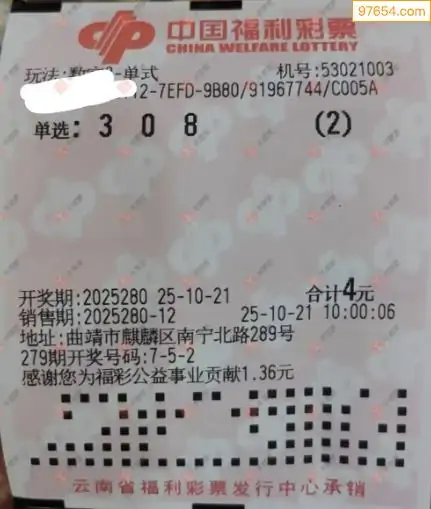 97654.com
中国福利彩票
CHINA WELFARE LOTTERY
玩法:数字3-单式 机号:53021003
12-7EFD-9B80/91967744/C005A
单选: 3 0 8 (2)
开奖期:2025280 25-10-21 合计4元
销售期:2025280-12 25-10-21 10:00:06
地址:曲靖市麒麟区南宁北路289号
279期开奖号码:7-5-2
感谢您为福彩公益事业贡献1.36元
云南省福利彩票发行中心承销